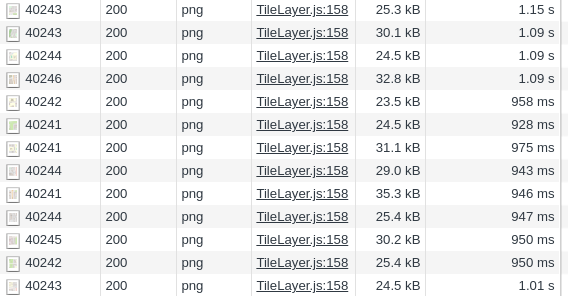 40243 200 png TileLayer.js:158 25.3 kB 1.15 s
40243 200 png TileLayer.js:158 30.1 kB 1.09 s
40244 200 png TileLayer.js:158 24.5 kB 1.09 s
40246 200 png TileLayer.js:158 32.8 kB 1.09 s
40242 200 png TileLayer.js:158 23.5 kB 958 ms
40241 200 png TileLayer.js:158 24.5 kB 928 ms
40241 200 png TileLayer.js:158 31.1 kB 975 ms
40244 200 png TileLayer.js:158 29.0 kB 943 ms
40241 200 png TileLayer.js:158 35.3 kB 946 ms
40244 200 png TileLayer.js:158 25.4 kB 947 ms
40245 200 png TileLayer.js:158 30.2 kB 950 ms
40242 200 png TileLayer.js:158 25.4 kB 950 ms
40243 200 png TileLayer.js:158 24.5 kB 1.01 s